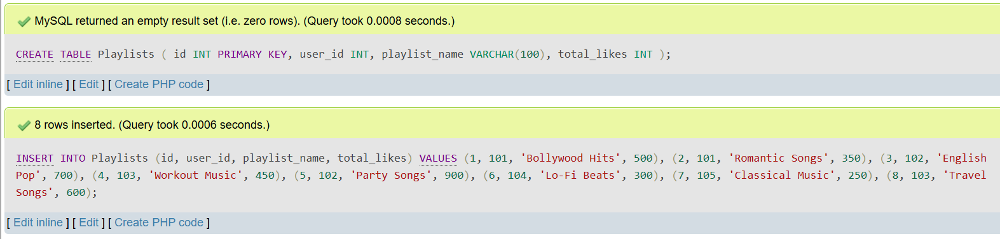 MySQL returned an empty result set (i.e. zero rows). (Query took 0.0008 seconds.)
CREATE TABLE Playlists ( id INT PRIMARY KEY, user_id INT, playlist_name VARCHAR(100), total_likes INT );
[ Edit inline ] [ Edit ] [ Create PHP code ]
8 rows inserted. (Query took 0.0006 seconds.)
INSERT INTO Playlists (id, user_id, playlist_name, total_likes) VALUES (1, 101, 'Bollywood Hits', 500), (2, 101, 'Romantic Songs', 350), (3, 102, 'English
Pop', 700), (4, 103, 'Workout Music', 450), (5, 102, 'Party Songs', 900), (6, 104, 'Lo-Fi Beats', 300), (7, 105, 'Classical Music', 250), (8, 103, 'Travel
Songs', 600);
[ Edit inline ] [ Edit ] [ Create PHP code ]